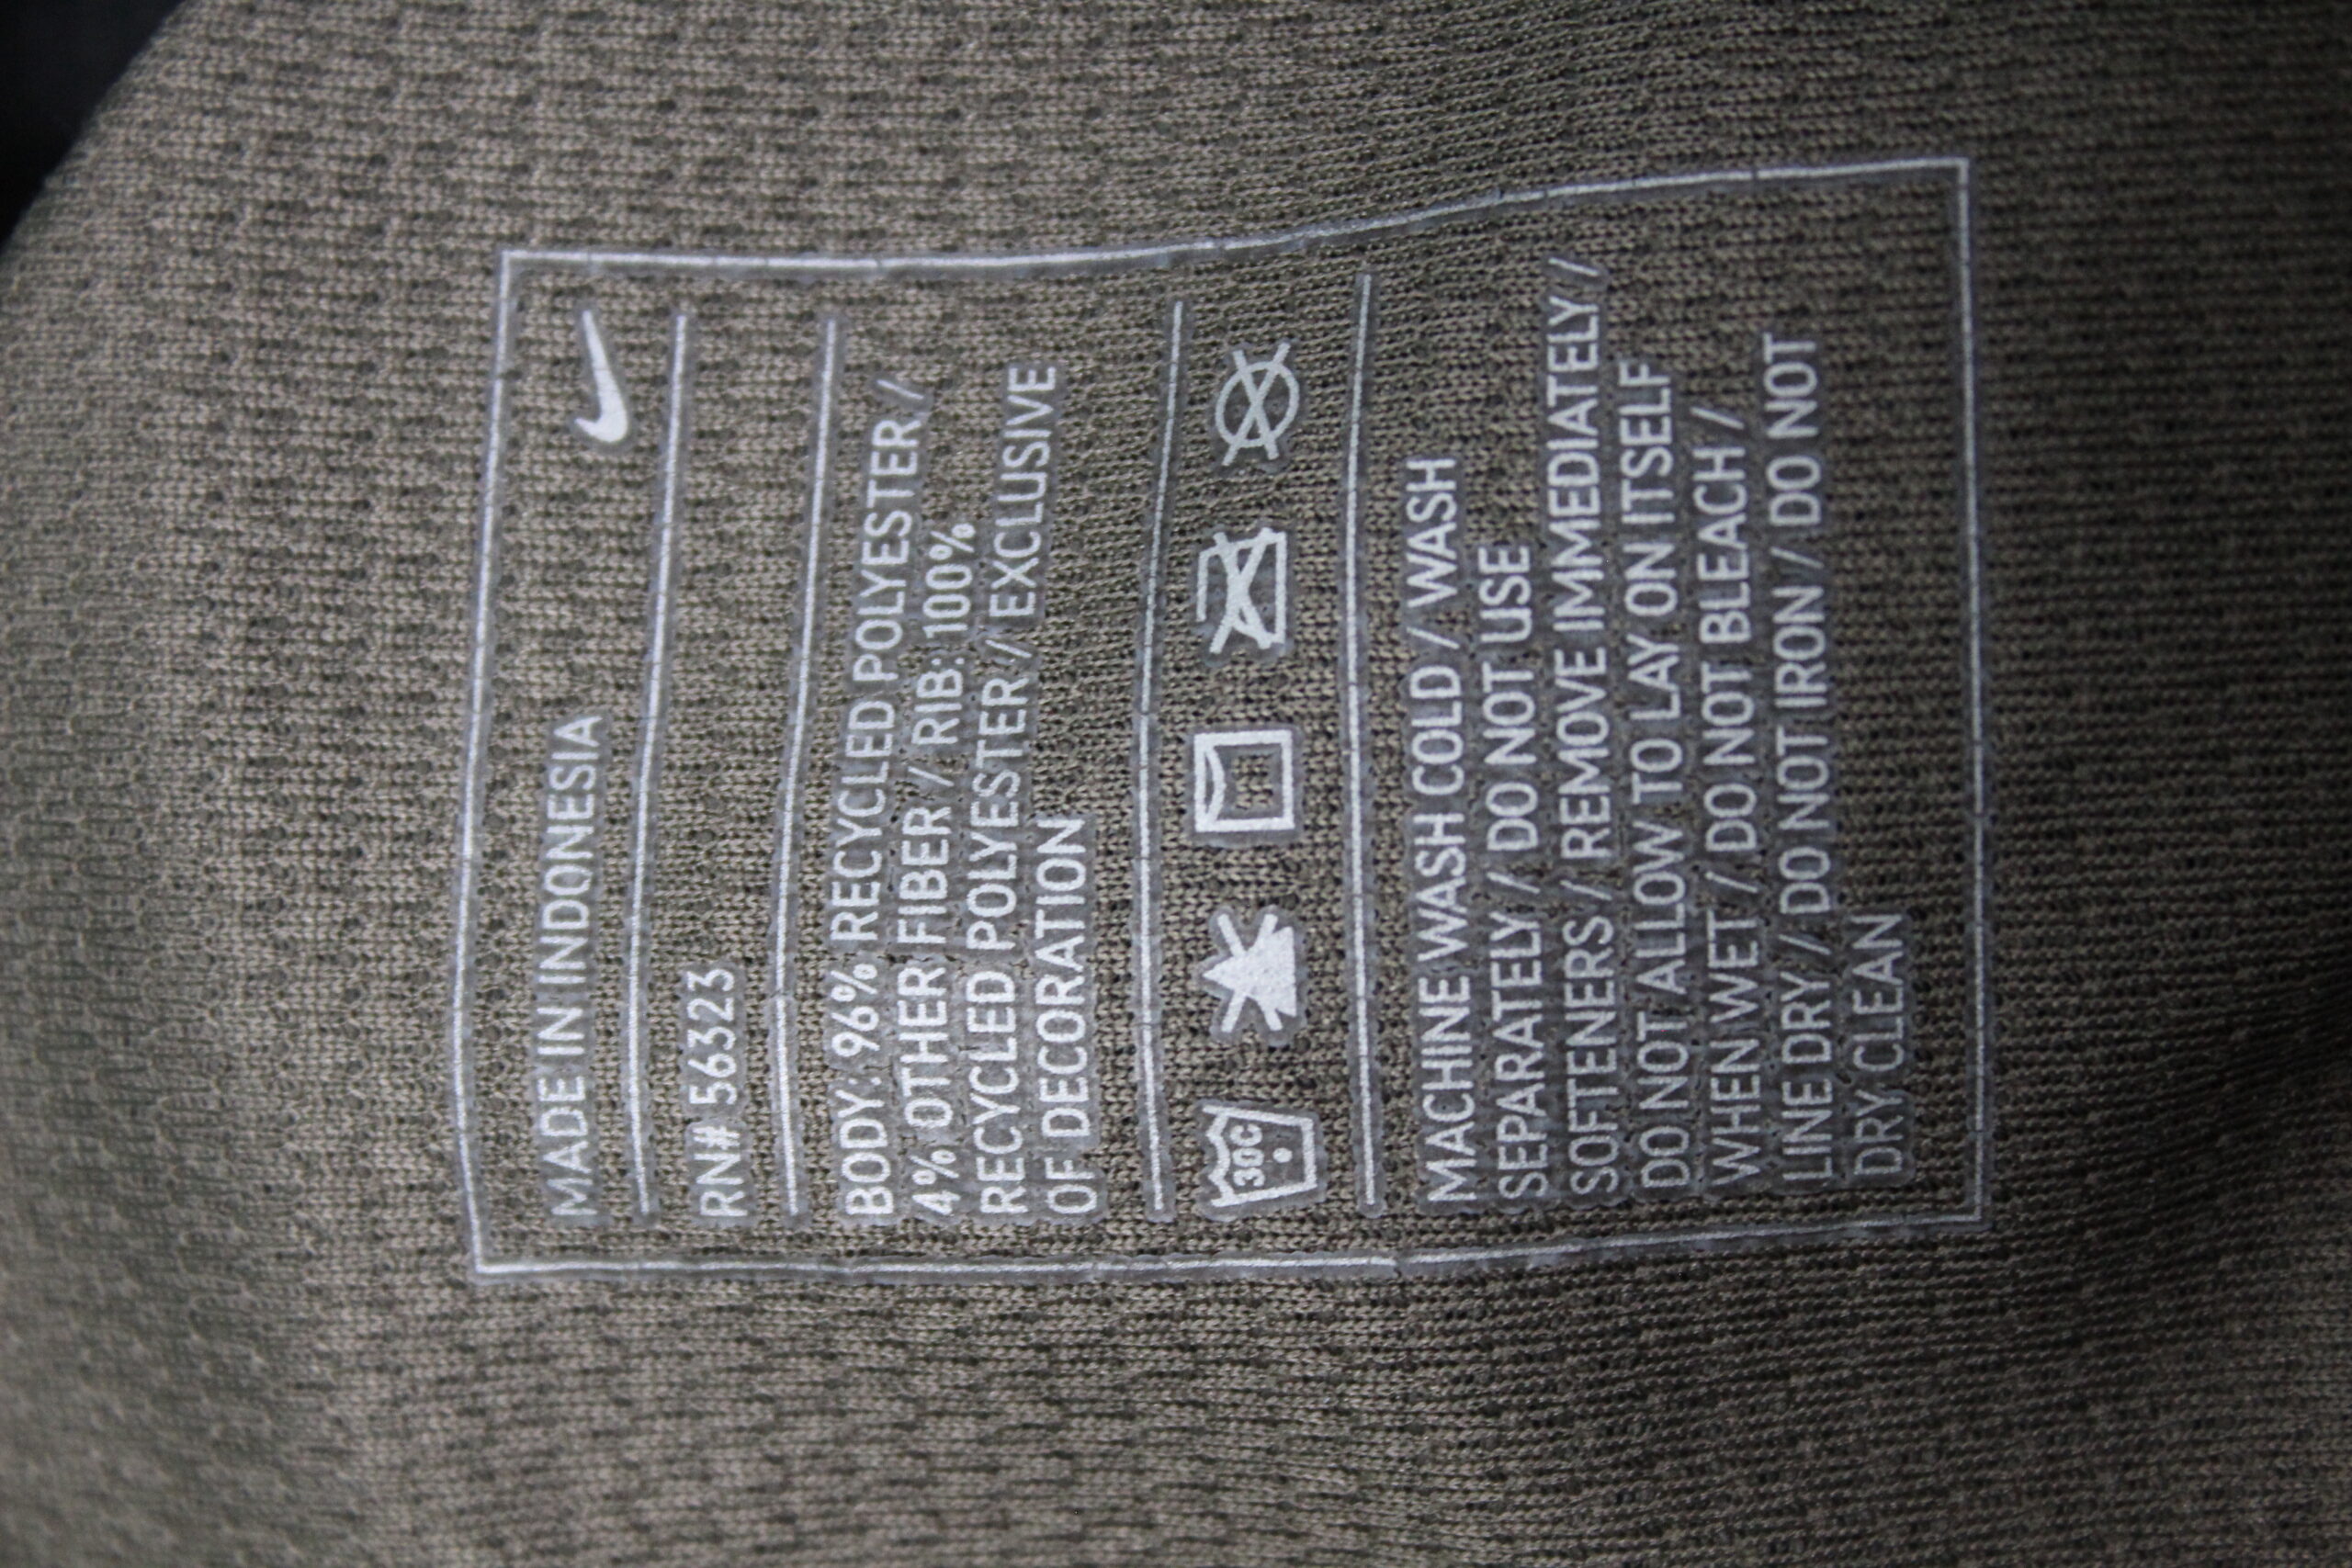 MADE IN INDONESIA
RN# 56323
BODY: 96% RECYCLED POLYESTER /
4% OTHER FIBER / RIB: 100%
RECYCLED POLYESTER / EXCLUSIVE
OF DECORATION
30C
MACHINE WASH COLD / WASH
SEPARATELY / DO NOT USE
SOFTENERS / REMOVE IMMEDIATELY /
DO NOT ALLOW TO LAY ON ITSELF
WHEN WET / DO NOT BLEACH /
LINE DRY / DO NOT IRON / DO NOT
DRY CLEAN